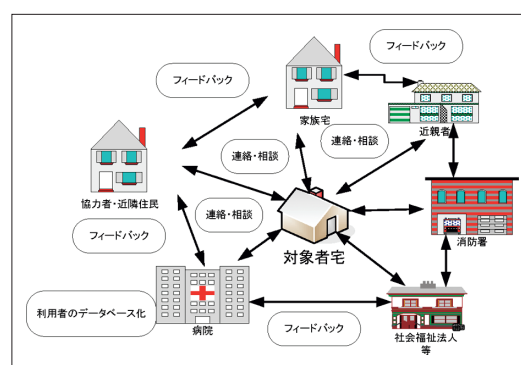 フィードバック
フィードバック
家族宅
近親者
連絡・相談
連絡・相談
協力者・近隣住民
連絡・相談
対象者宅
消防署
フィードバック
利用者のデータベース化
病院
フィードバック
社会福祉法人
等